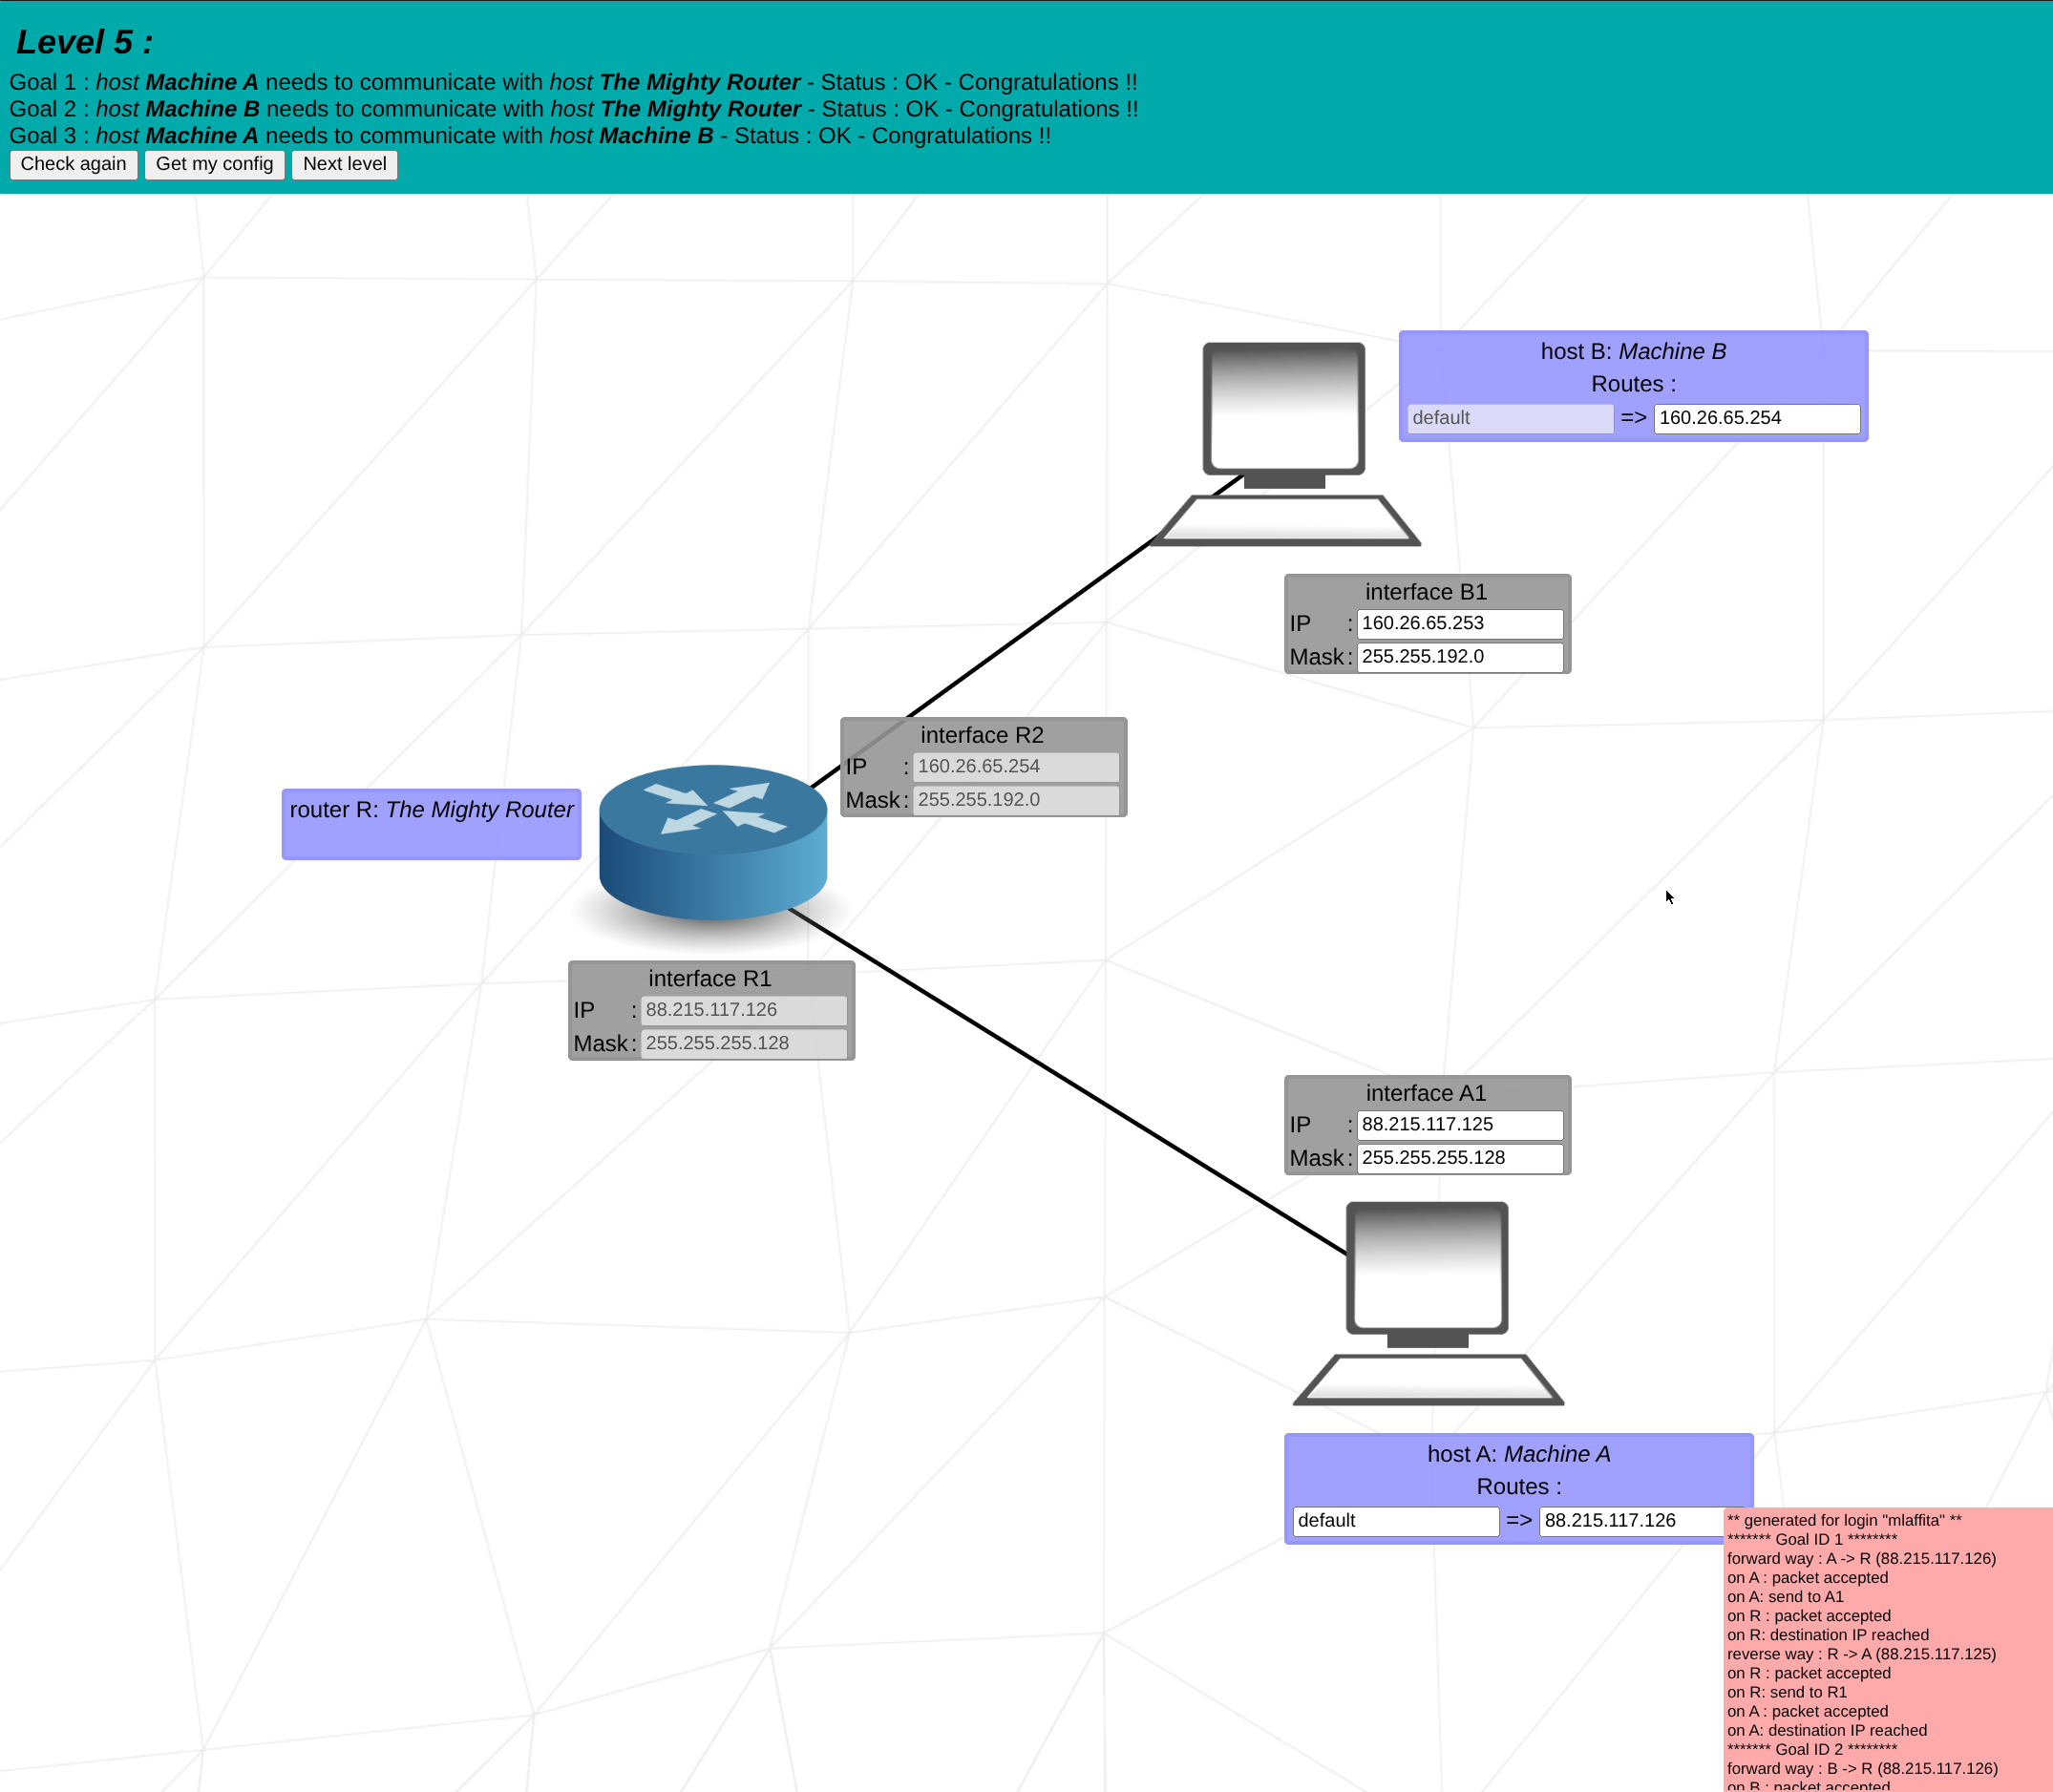 Level 5 :
Goal 1 : host Machine A needs to communicate with host The Mighty Router - Status : OK - Congratulations !!
Goal 2 : host Machine B needs to communicate with host The Mighty Router - Status : OK - Congratulations !!
Goal 3 : host Machine A needs to communicate with host Machine B - Status : OK - Congratulations !!
Check again Get my config Next level
host B: Machine B
Routes :
default => 160.26.65.254
interface B1
IP : 160.26.65.253
Mask : 255.255.192.0
interface R2
IP : 160.26.65.254
Mask : 255.255.192.0
router R: The Mighty Router
interface R1
IP : 88.215.117.126
Mask : 255.255.255.128
interface A1
IP : 88.215.117.125
Mask : 255.255.255.128
host A: Machine A
Routes :
default => 88.215.117.126
** generated for login "mlaffita" **
******* Goal ID 1 ********
forward way : A -> R (88.215.117.126)
on A : packet accepted
on A: send to A1
on R : packet accepted
on R: destination IP reached
reverse way : R -> A (88.215.117.125)
on R : packet accepted
on R: send to R1
on A : packet accepted
on A: destination IP reached
******* Goal ID 2 ********
forward way : B -> R (88.215.117.126)
on B : packet accepted